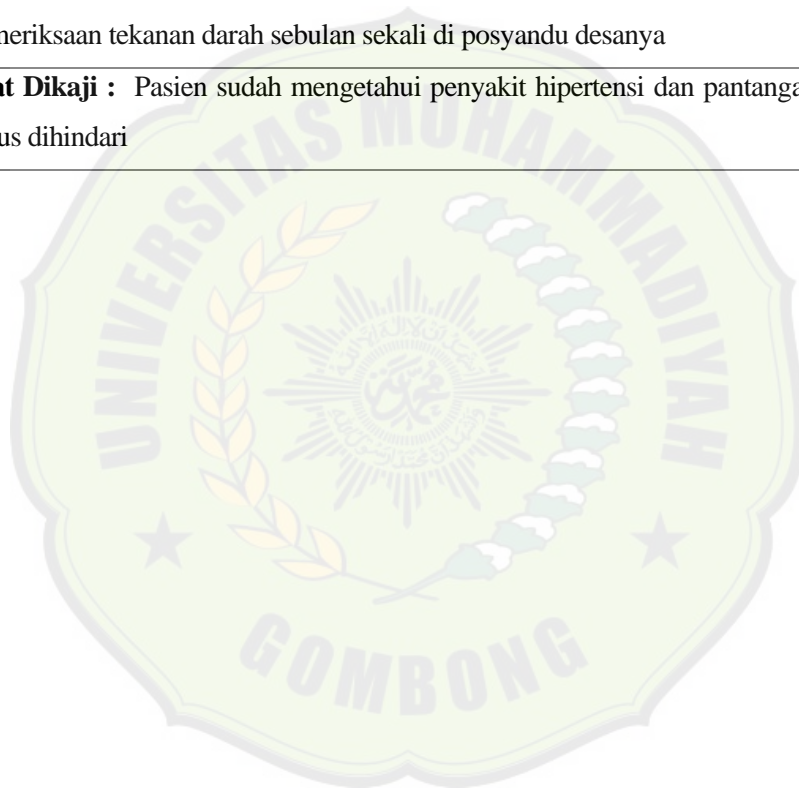 meriksaan tekanan darah sebulan sekali di posyandu desanya
at Dikaji : Pasien sudah mengetahui penyakit hipertensi dan pantanga
us dihindari
UNIVERSITAS MUHAMMADIYAH
GOMBONG